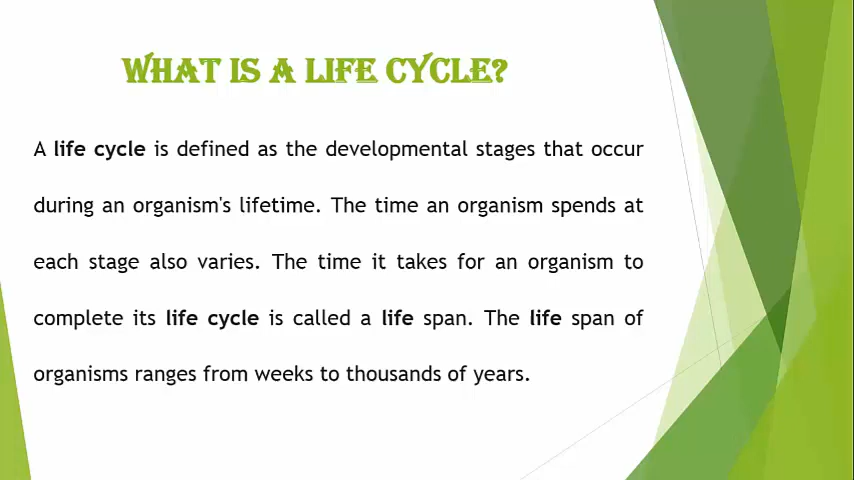 WHAT IS A LIFE CYCLE?
A life cycle is defined as the developmental stages that occur
during an organism's lifetime. The time an organism spends at
each stage also varies. The time it takes for an organism to
complete its life cycle is called a life span. The life span of
organisms ranges from weeks to thousands of years.